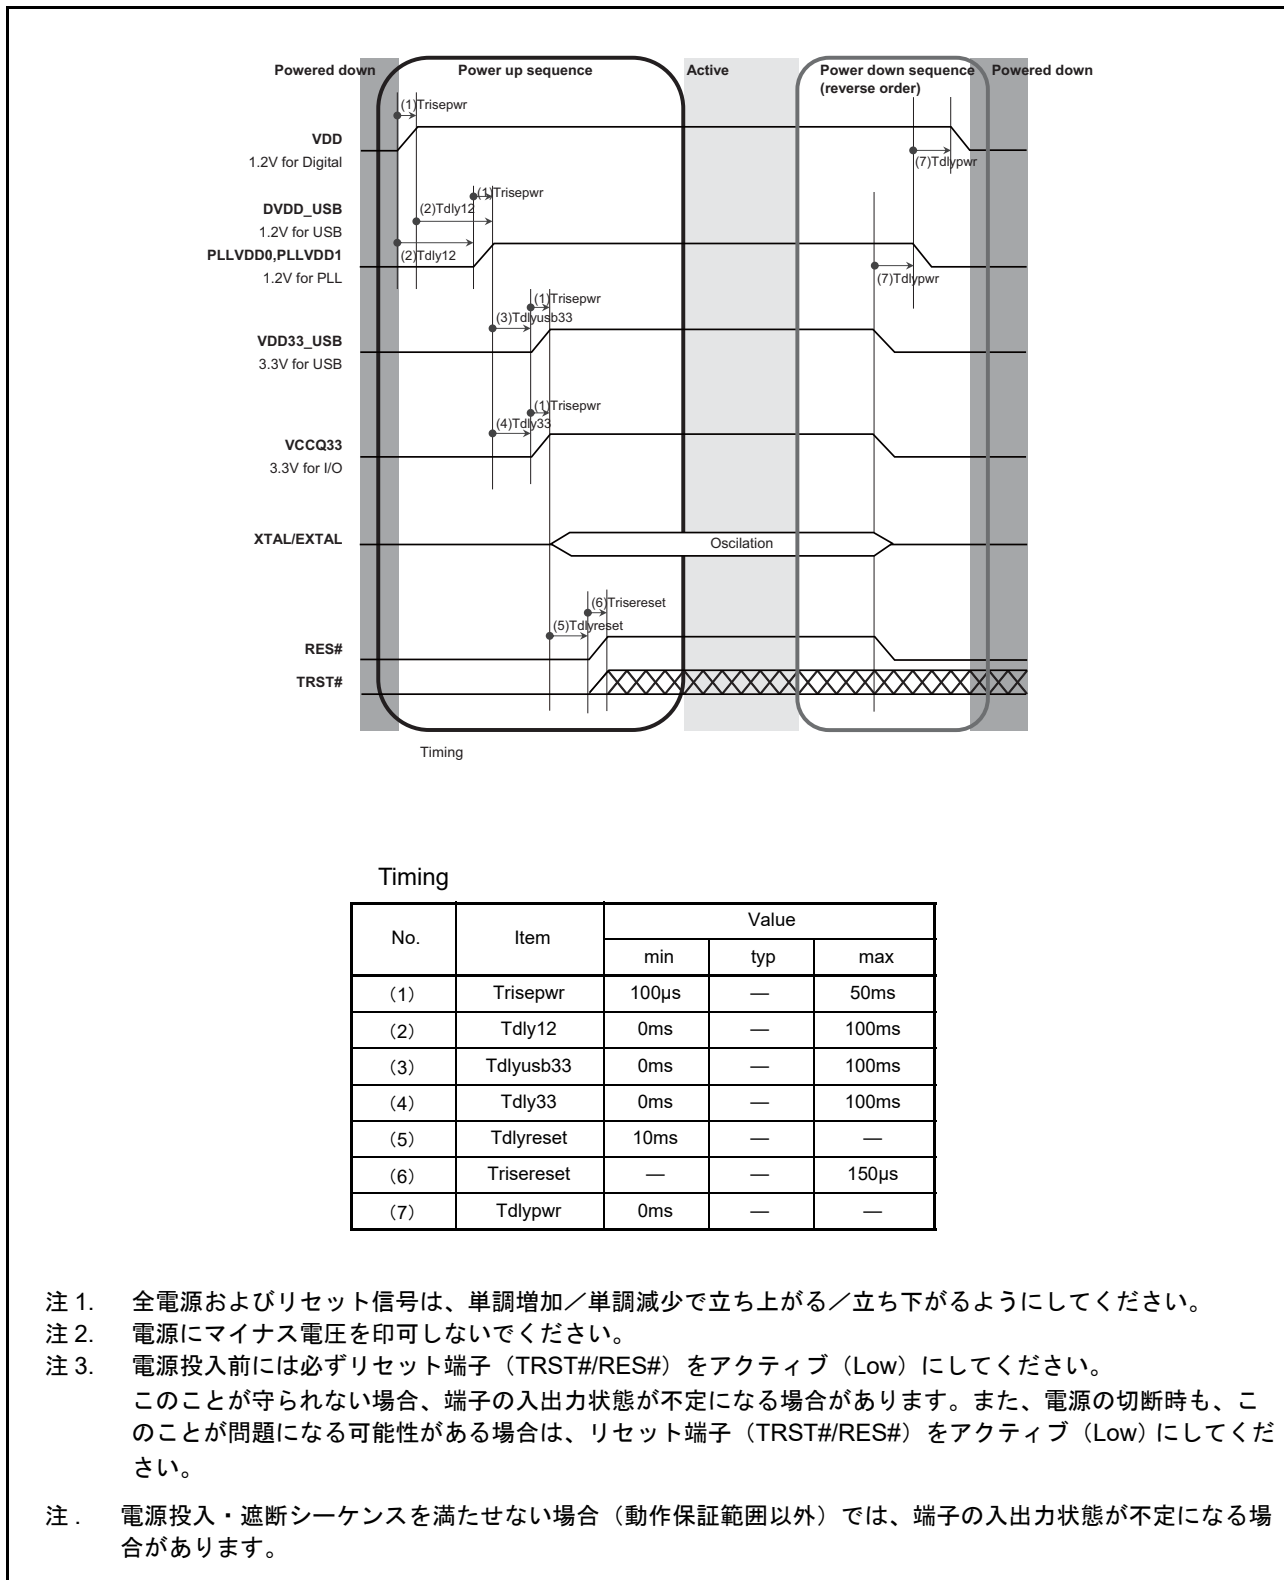 Powered down
Power up sequence
Active
Power down sequence
(reverse order)
Powered down
(1)Trisepwr
VDD
1.2V for Digital
(7)Tdlypwr
(1)Trisepwr
(2)Tdly12
DVDD_USB
1.2V for USB
PLLVDD0,PLLVDD1
(2)Tdly12
1.2V for PLL
(7)Tdlypwr
(1)Trisepwr
(3)Tdlyusb33
VDD33_USB
3.3V for USB
(1)Trisepwr
(4)Tdly33
VCCQ33
3.3V for I/O
XTAL/EXTAL
Oscilation
(6)Trisereset
(5)Tdlyreset
RES#
TRST#
Timing
Timing
No. Item Value
min typ max
(1) Trisepwr 100µs — 50ms
(2) Tdly12 0ms — 100ms
(3) Tdlyusb33 0ms — 100ms
(4) Tdly33 0ms — 100ms
(5) Tdlyreset 10ms — —
(6) Trisereset — — 150µs
(7) Tdlypwr 0ms — —
注 1. 全電源およびリセット信号は、単調増加／単調減少で立ち上がる／立ち下がるようにしてください。
注 2. 電源にマイナス電圧を印可しないでください。
注 3. 電源投入前には必ずリセット端子（TRST#/RES#）をアクティブ（Low）にしてください。
このことが守られない場合、端子の入出力状態が不定になる場合があります。また、電源の切断時も、こ
のことが問題になる可能性がある場合は、リセット端子（TRST#/RES#）をアクティブ（Low）にしてくだ
さい。
注 . 電源投入・遮断シーケンスを満たせない場合（動作保証範囲以外）では、端子の入出力状態が不定になる場
合があります。